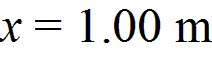 x = 1.00 m